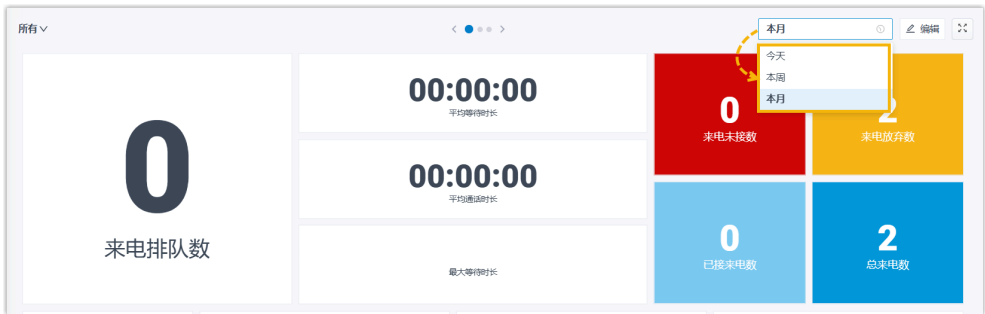 所有
本月
编辑
今天
本周
本月
0
来电排队数
00:00:00
平均等待时长
00:00:00
平均通话时长
最大等待时长
0
来电未接数
2
来电放弃数
0
已接来电数
2
总来电数